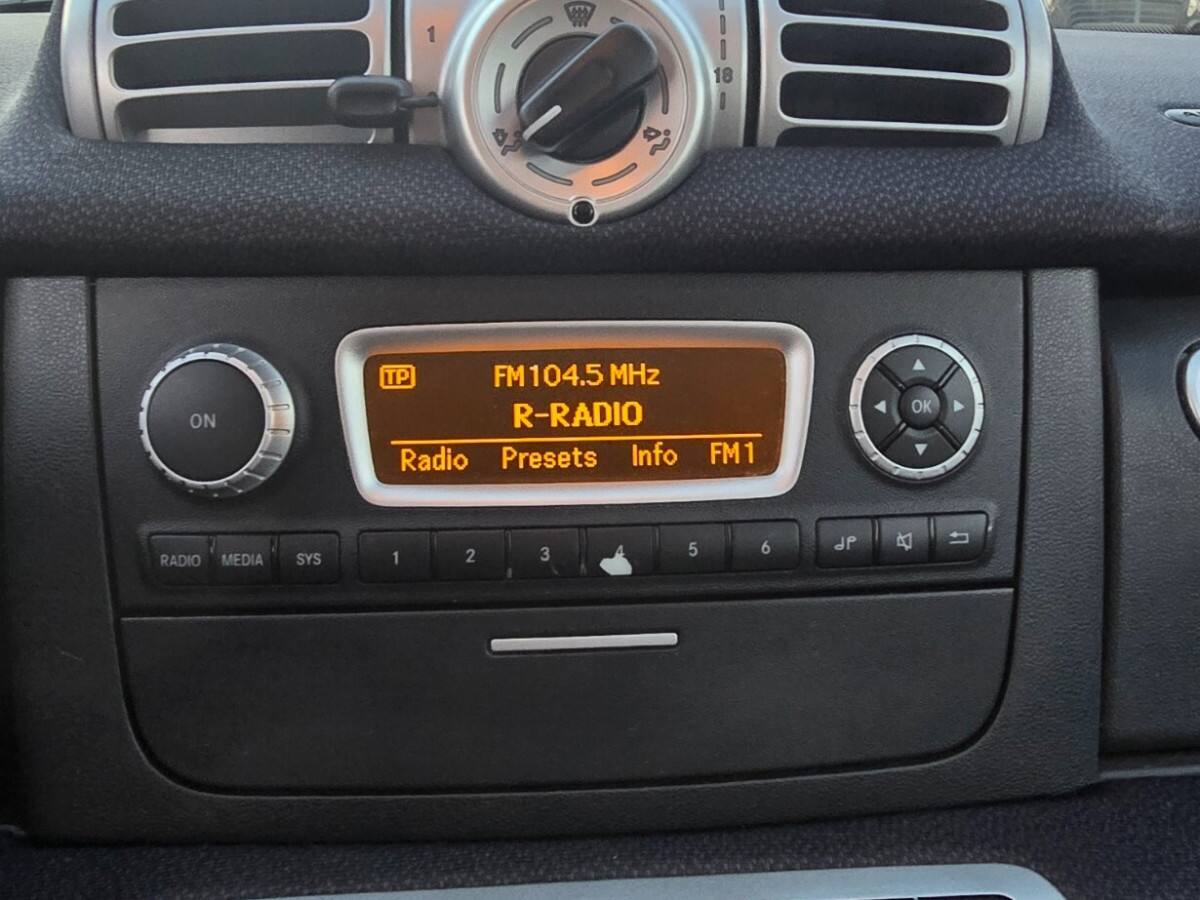 1
18
TP
FM104.5 MHz
R-RADIO
Radio Presets Info FM1
ON
OK
RADIO MEDIA SYS 1 2 3 4 5 6